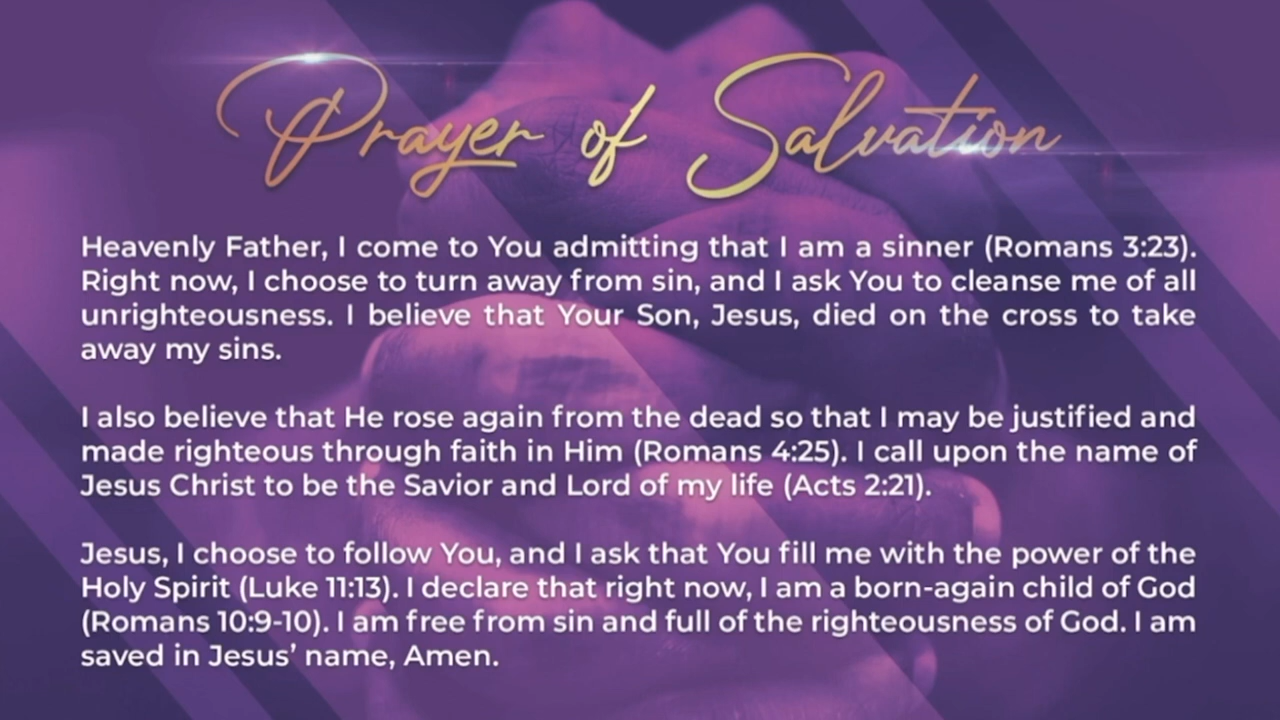 Prayer of Salvation
Heavenly Father, I come to You admitting that I am a sinner (Romans 3:23).
Right now, I choose to turn away from sin, and I ask You to cleanse me of all
unrighteousness. I believe that Your Son, Jesus, died on the cross to take
away my sins.
I also believe that He rose again from the dead so that I may be justified and
made righteous through faith in Him (Romans 4:25). I call upon the name of
Jesus Christ to be the Savior and Lord of my life (Acts 2:21).
Jesus, I choose to follow You, and I ask that You fill me with the power of the
Holy Spirit (Luke 11:13). I declare that right now, I am a born-again child of God
(Romans 10:9-10). I am free from sin and full of the righteousness of God. I am
saved in Jesus’ name, Amen.